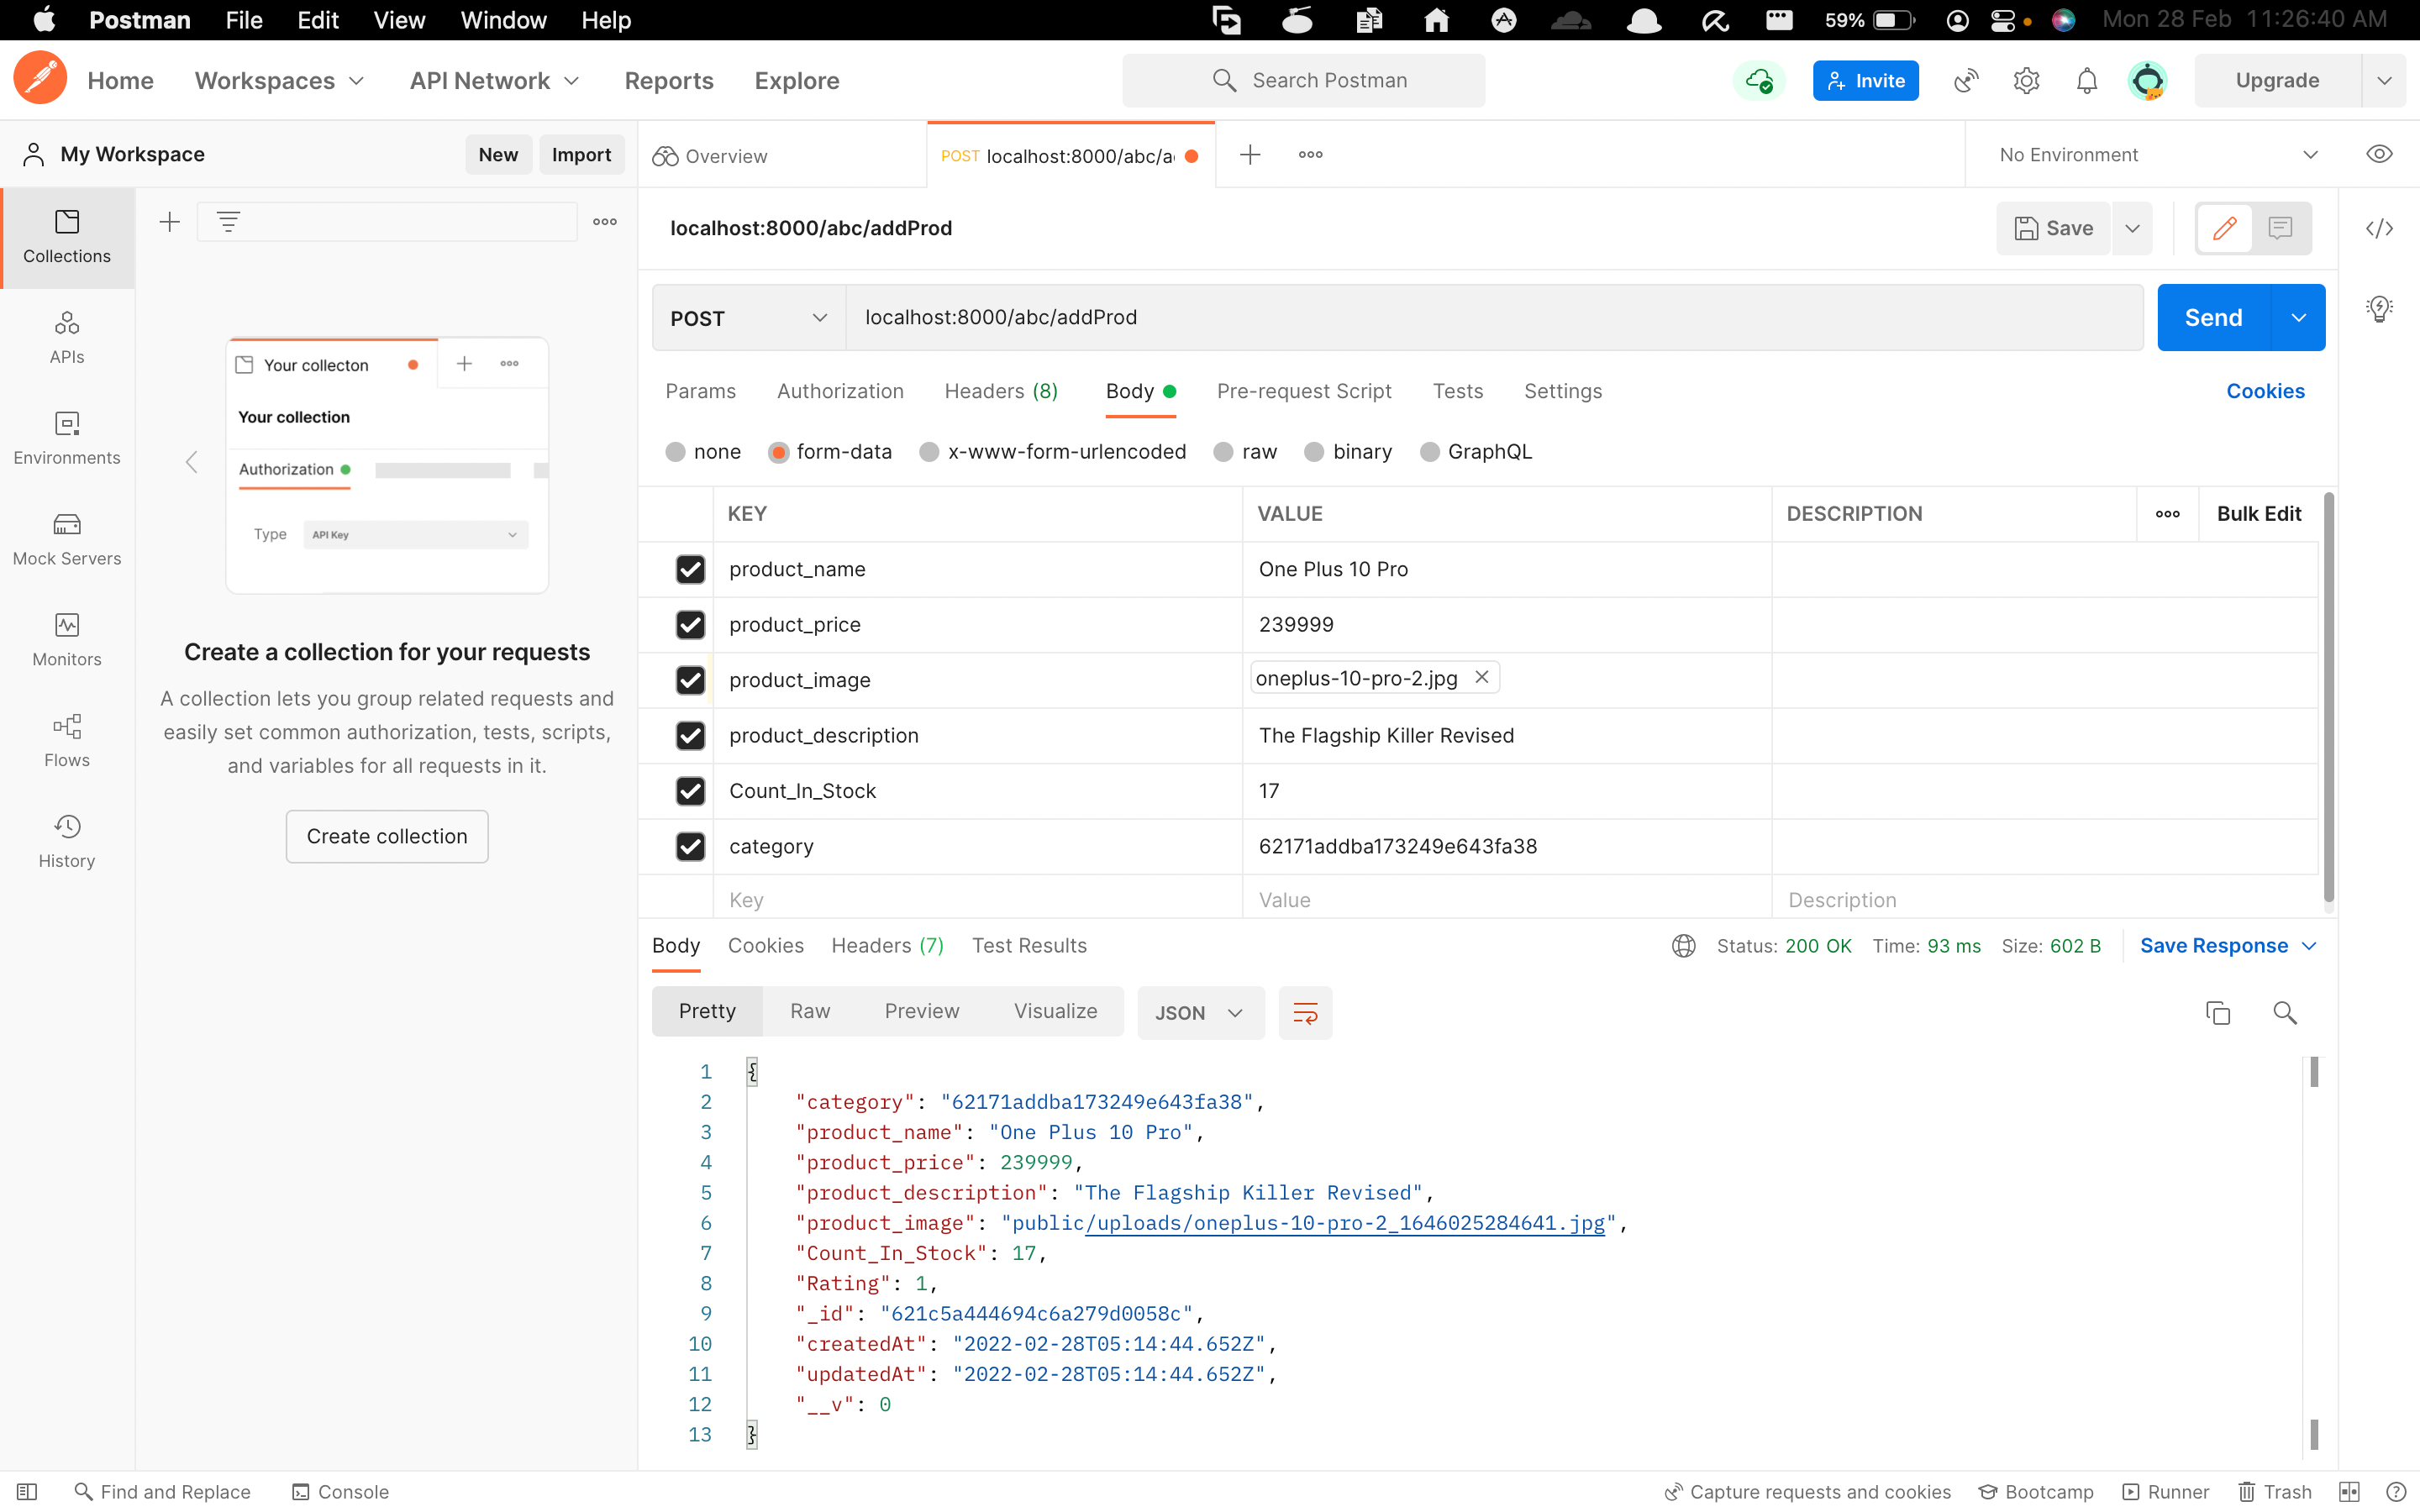 Postman File Edit View Window Help 59% Mon 28 Feb 11:26:40 AM
Home Workspaces API Network Reports Explore Search Postman Invite Upgrade
My Workspace New Import Overview POST localhost:8000/abc/a No Environment
Collections
APIs
Environments
Mock Servers
Monitors
Flows
History
Your collecton
Your collection
Authorization
Type API Key
Create a collection for your requests
A collection lets you group related requests and
easily set common authorization, tests, scripts,
and variables for all requests in it.
Create collection
localhost:8000/abc/addProd Save
POST localhost:8000/abc/addProd Send
Params Authorization Headers (8) Body Pre-request Script Tests Settings Cookies
none form-data x-www-form-urlencoded raw binary GraphQL
KEY VALUE DESCRIPTION Bulk Edit
product_name One Plus 10 Pro
product_price 239999
product_image oneplus-10-pro-2.jpg
product_description The Flagship Killer Revised
Count_In_Stock 17
category 62171addba173249e643fa38
Key Value Description
Body Cookies Headers (7) Test Results Status: 200 OK Time: 93 ms Size: 602 B Save Response
Pretty Raw Preview Visualize JSON
1 {
2 "category": "62171addba173249e643fa38",
3 "product_name": "One Plus 10 Pro",
4 "product_price": 239999,
5 "product_description": "The Flagship Killer Revised",
6 "product_image": "public/uploads/oneplus-10-pro-2_1646025284641.jpg",
7 "Count_In_Stock": 17,
8 "Rating": 1,
9 "_id": "621c5a444694c6a279d0058c",
10 "createdAt": "2022-02-28T05:14:44.652Z",
11 "updatedAt": "2022-02-28T05:14:44.652Z",
12 "__v": 0
13 }
Find and Replace Console Capture requests and cookies Bootcamp Runner Trash